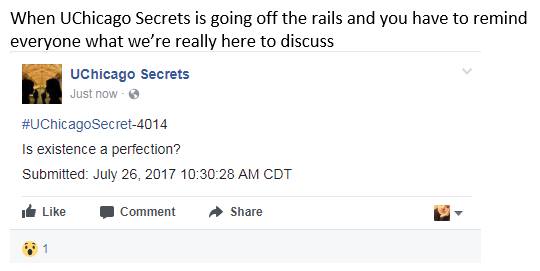 When UChicago Secrets is going off the rails and you have to remind
everyone what we’re really here to discuss
UChicago Secrets
Just now ·
#UChicagoSecret-4014
Is existence a perfection?
Submitted: July 26, 2017 10:30:28 AM CDT
Like Comment Share
1